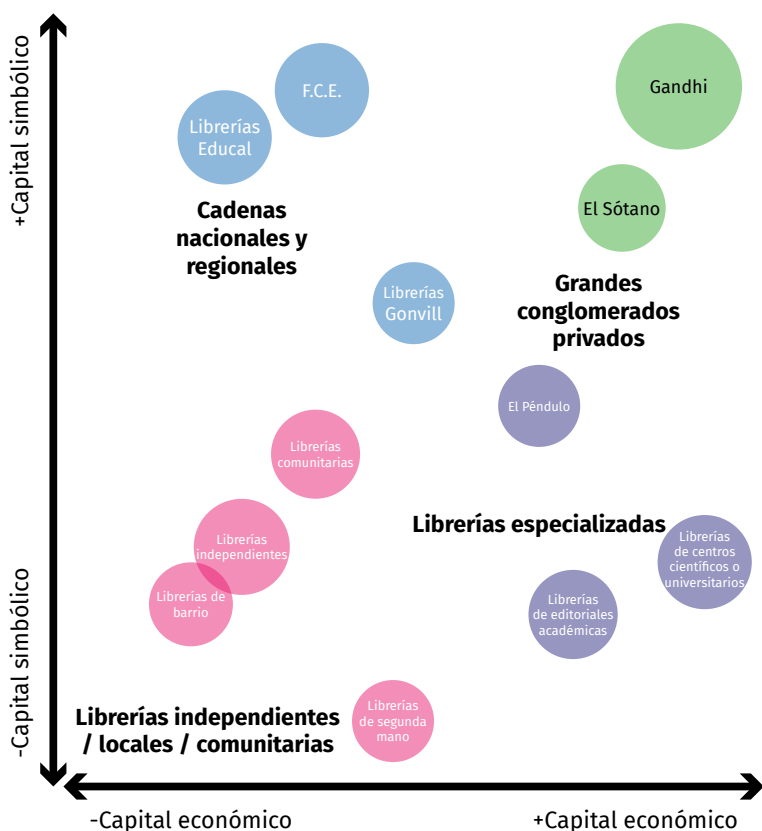 +Capital simbólico
F.C.E.
Gandhi
Librerías
Educal
El Sótano
Cadenas
nacionales y
regionales
Librerías
Gonvill
Grandes
conglomerados
privados
El Péndulo
Librerías
comunitarias
Librerías especializadas
Librerías
independientes
Librerías
de centros
científicos o
universitarios
Librerías de
barrio
Librerías
de editoriales
académicas
-Capital simbólico
Librerías independientes
/ locales / comunitarias
Librerías
de segunda
mano
-Capital económico
+Capital económico